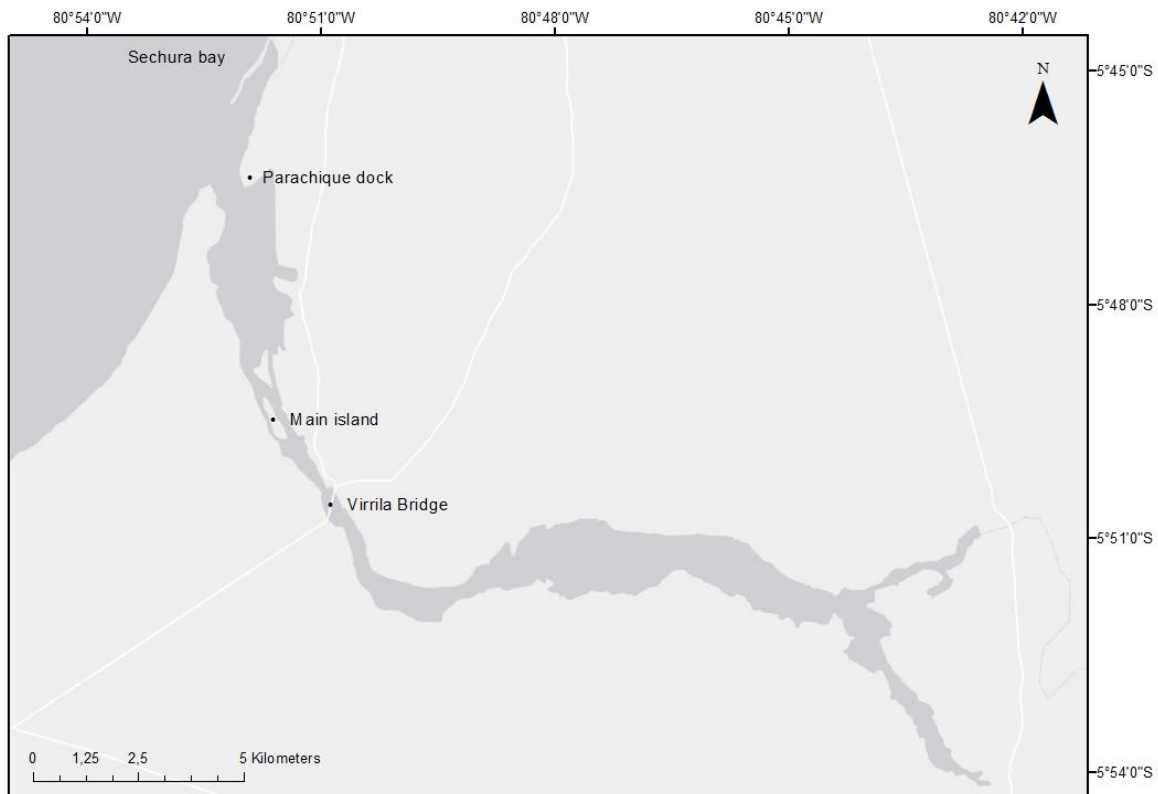 80°54'0"W 80°51'0"W 80°48'0"W 80°45'0"W 80°42'0"W
Sechura bay
N
5°45'0"S
Parachique dock
5°48'0"S
Main island
Virrila Bridge
5°51'0"S
0 1,25 2,5 5 Kilometers
5°54'0"S